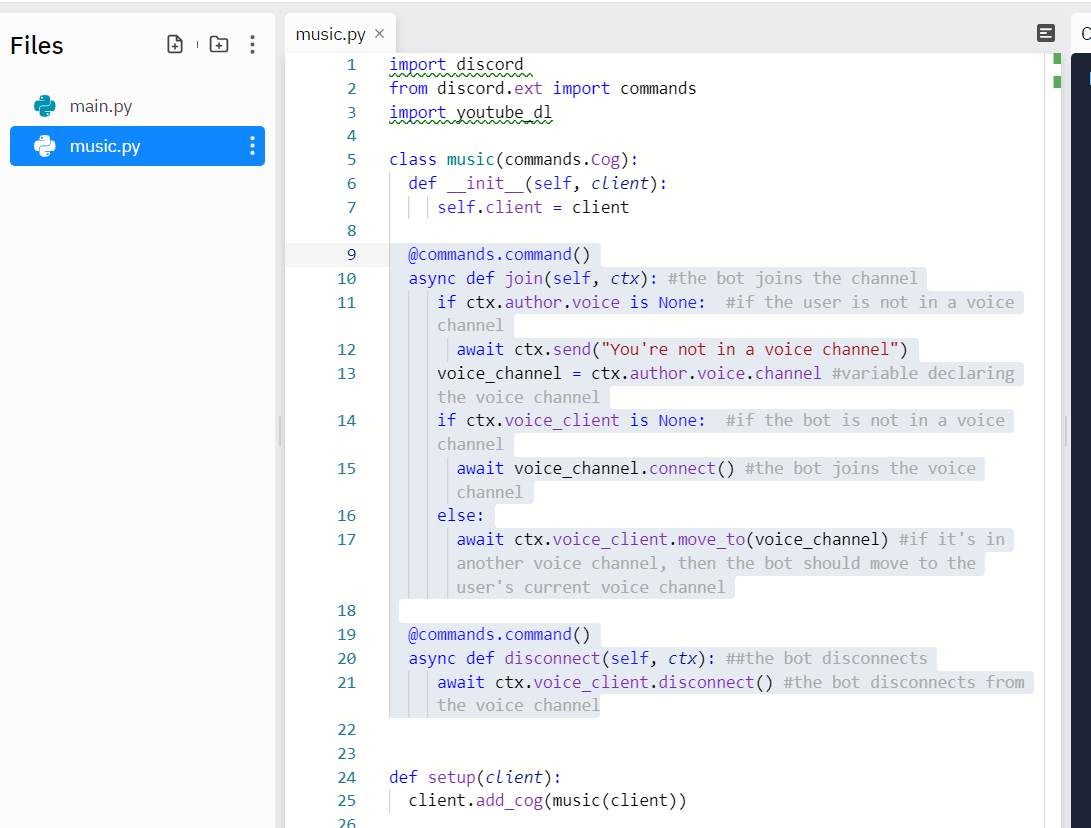 Files
main.py
music.py
music.py ×
C
1 import discord
2 from discord.ext import commands
3 import youtube_dl
4
5 class music(commands.Cog):
6 def __init__(self, client):
7 self.client = client
8
9 @commands.command()
10 async def join(self, ctx): #the bot joins the channel
11 if ctx.author.voice is None:  #if the user is not in a voice
channel
12 await ctx.send("You're not in a voice channel")
13 voice_channel = ctx.author.voice.channel #variable declaring
the voice channel
14 if ctx.voice_client is None:  #if the bot is not in a voice
channel
15 await voice_channel.connect() #the bot joins the voice
channel
16 else:
17 await ctx.voice_client.move_to(voice_channel) #if it's in
another voice channel, then the bot should move to the
user's current voice channel
18
19 @commands.command()
20 async def disconnect(self, ctx): ##the bot disconnects
21 await ctx.voice_client.disconnect() #the bot disconnects from
the voice channel
22
23
24 def setup(client):
25 client.add_cog(music(client))
26